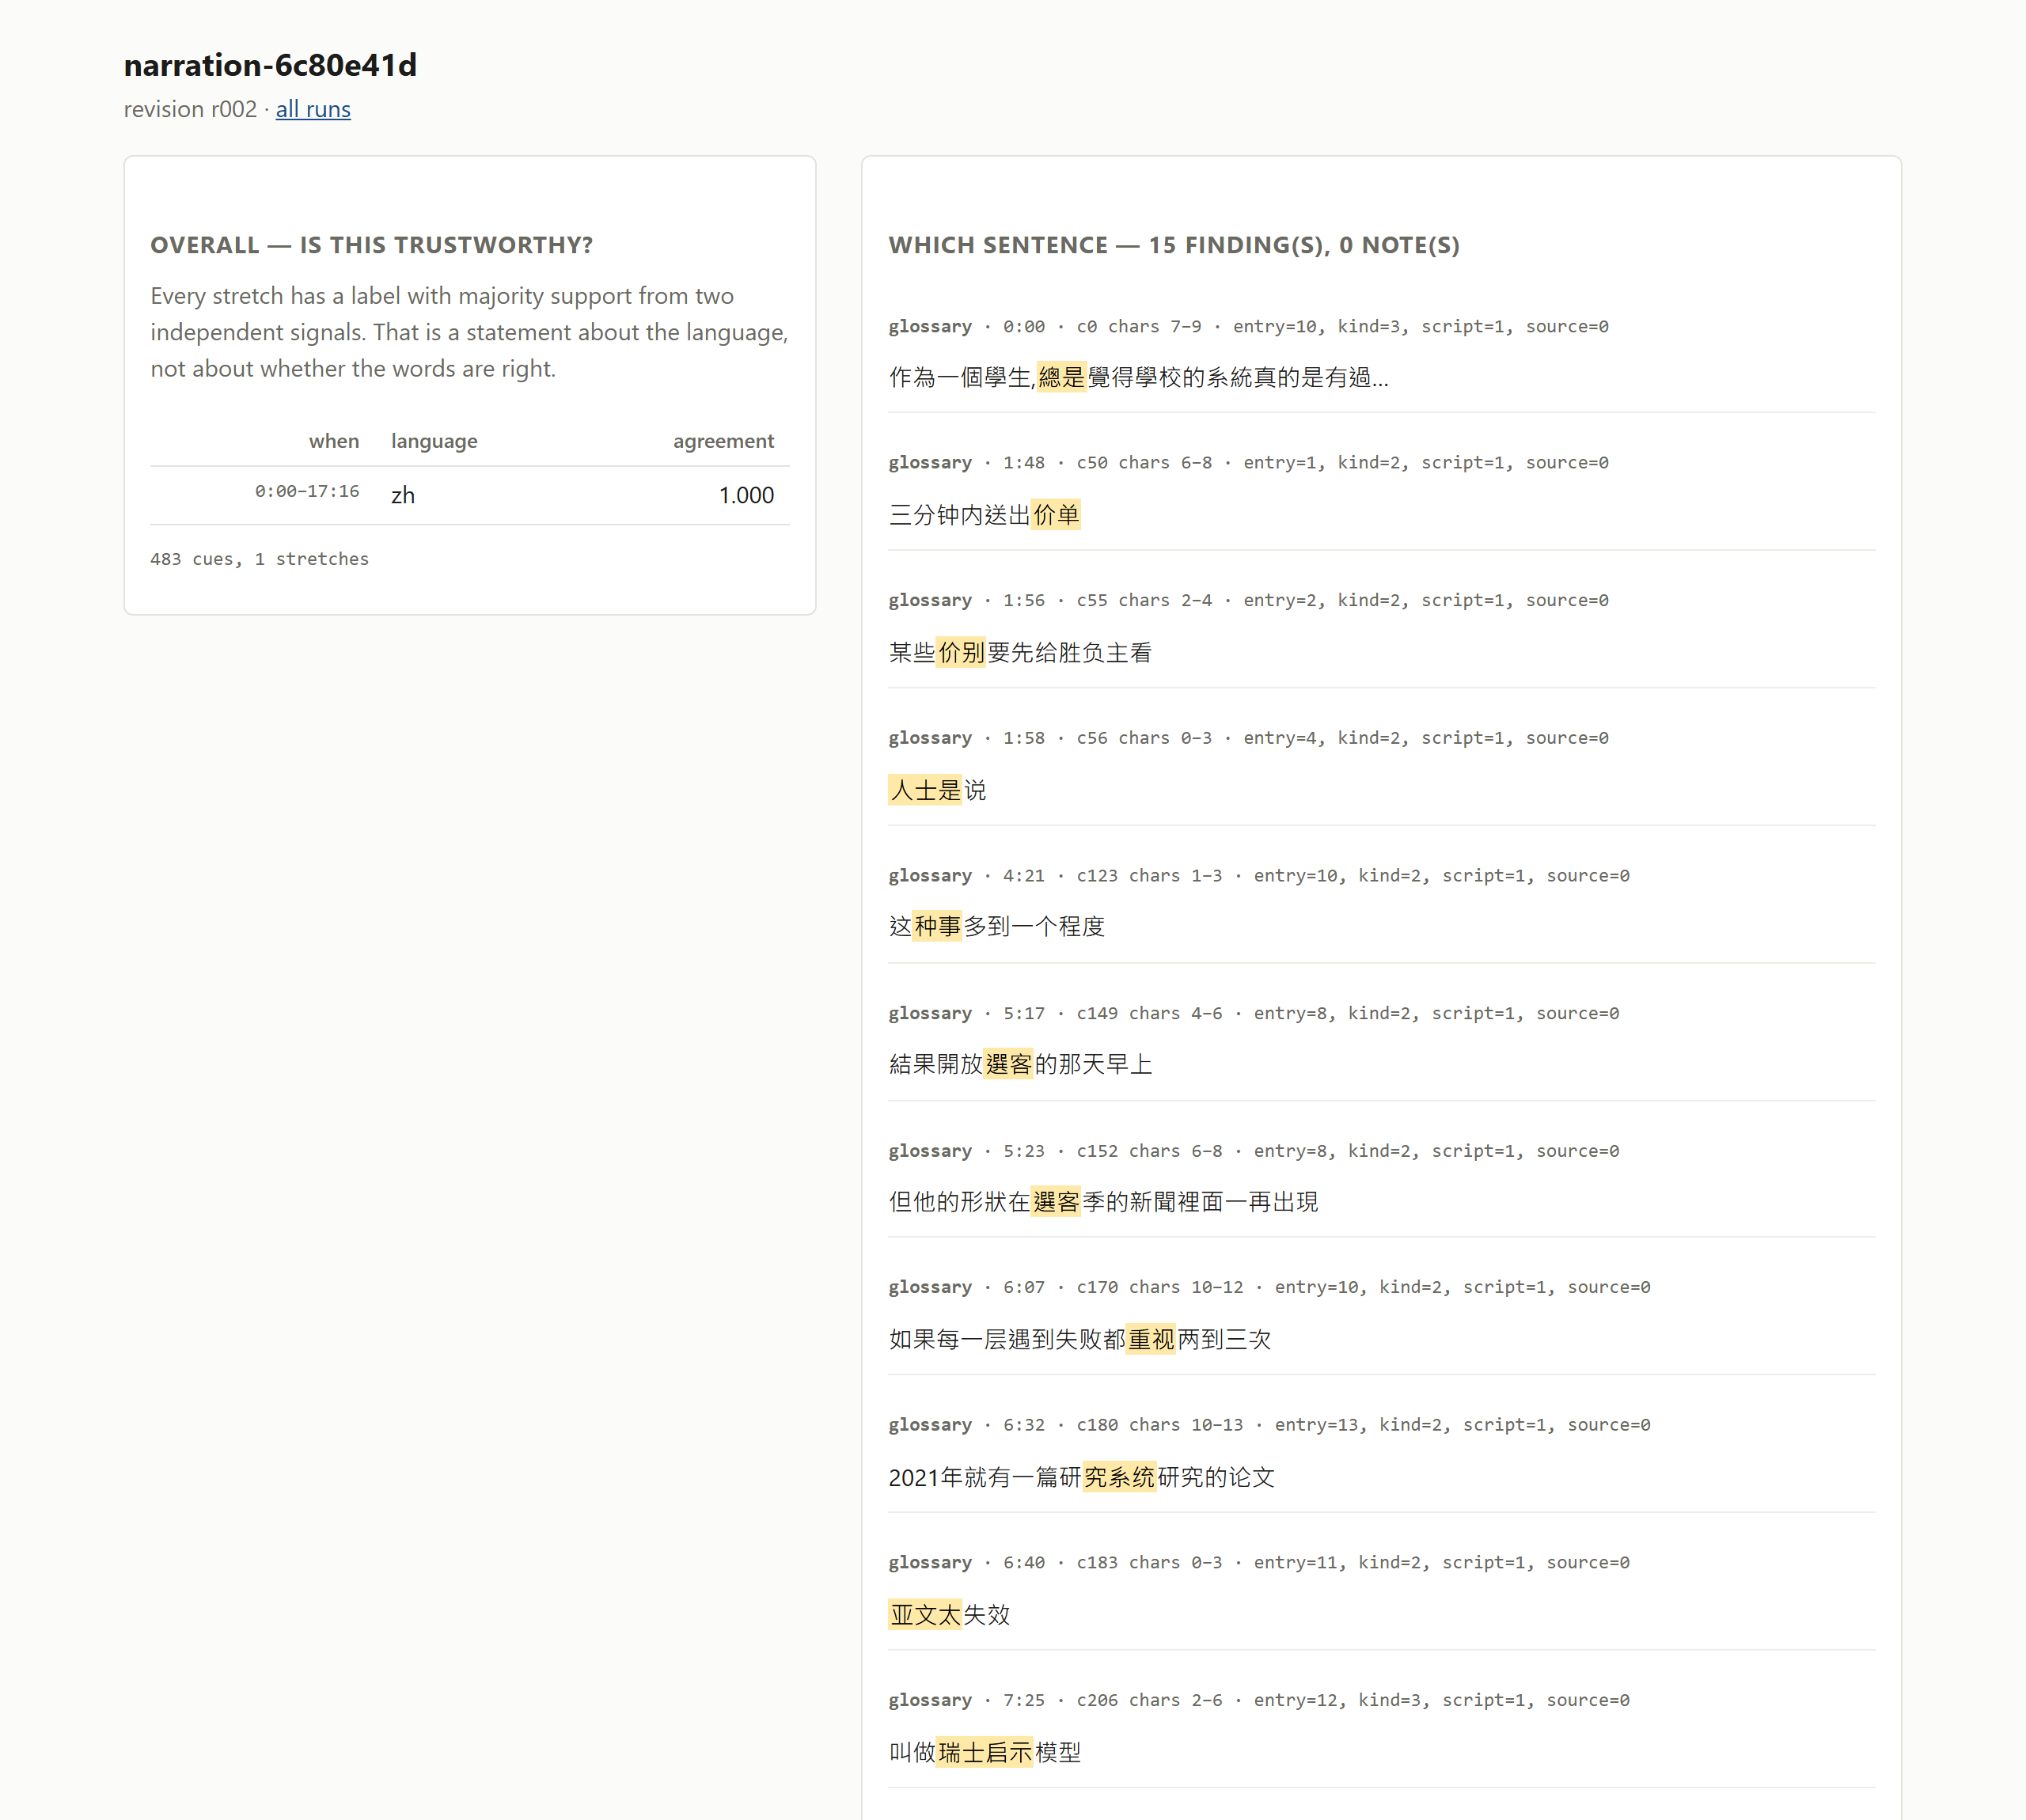 narration-6c80e41d
revision r002 · all runs
OVERALL — IS THIS TRUSTWORTHY?
Every stretch has a label with majority support from two
independent signals. That is a statement about the language,
not about whether the words are right.
when language agreement
0:00–17:16 zh 1.000
483 cues, 1 stretches
WHICH SENTENCE — 15 FINDING(S), 0 NOTE(S)
glossary · 0:00 · c0 chars 7–9 · entry=10, kind=3, script=1, source=0
作為一個學生,總是覺得學校的系統真的是有過…
glossary · 1:48 · c50 chars 6–8 · entry=1, kind=2, script=1, source=0
三分钟内送出价单
glossary · 1:56 · c55 chars 2–4 · entry=2, kind=2, script=1, source=0
某些价别要先给胜负主看
glossary · 1:58 · c56 chars 0–3 · entry=4, kind=2, script=1, source=0
人士是说
glossary · 4:21 · c123 chars 1–3 · entry=10, kind=2, script=1, source=0
这种事多到一个程度
glossary · 5:17 · c149 chars 4–6 · entry=8, kind=2, script=1, source=0
結果開放選客的那天早上
glossary · 5:23 · c152 chars 6–8 · entry=8, kind=2, script=1, source=0
但他的形狀在選客季的新聞裡面一再出現
glossary · 6:07 · c170 chars 10–12 · entry=10, kind=2, script=1, source=0
如果每一层遇到失败都重视两到三次
glossary · 6:32 · c180 chars 10–13 · entry=13, kind=2, script=1, source=0
2021年就有一篇研究系统研究的论文
glossary · 6:40 · c183 chars 0–3 · entry=11, kind=2, script=1, source=0
亚文太失效
glossary · 7:25 · c206 chars 2–6 · entry=12, kind=3, script=1, source=0
叫做瑞士启示模型